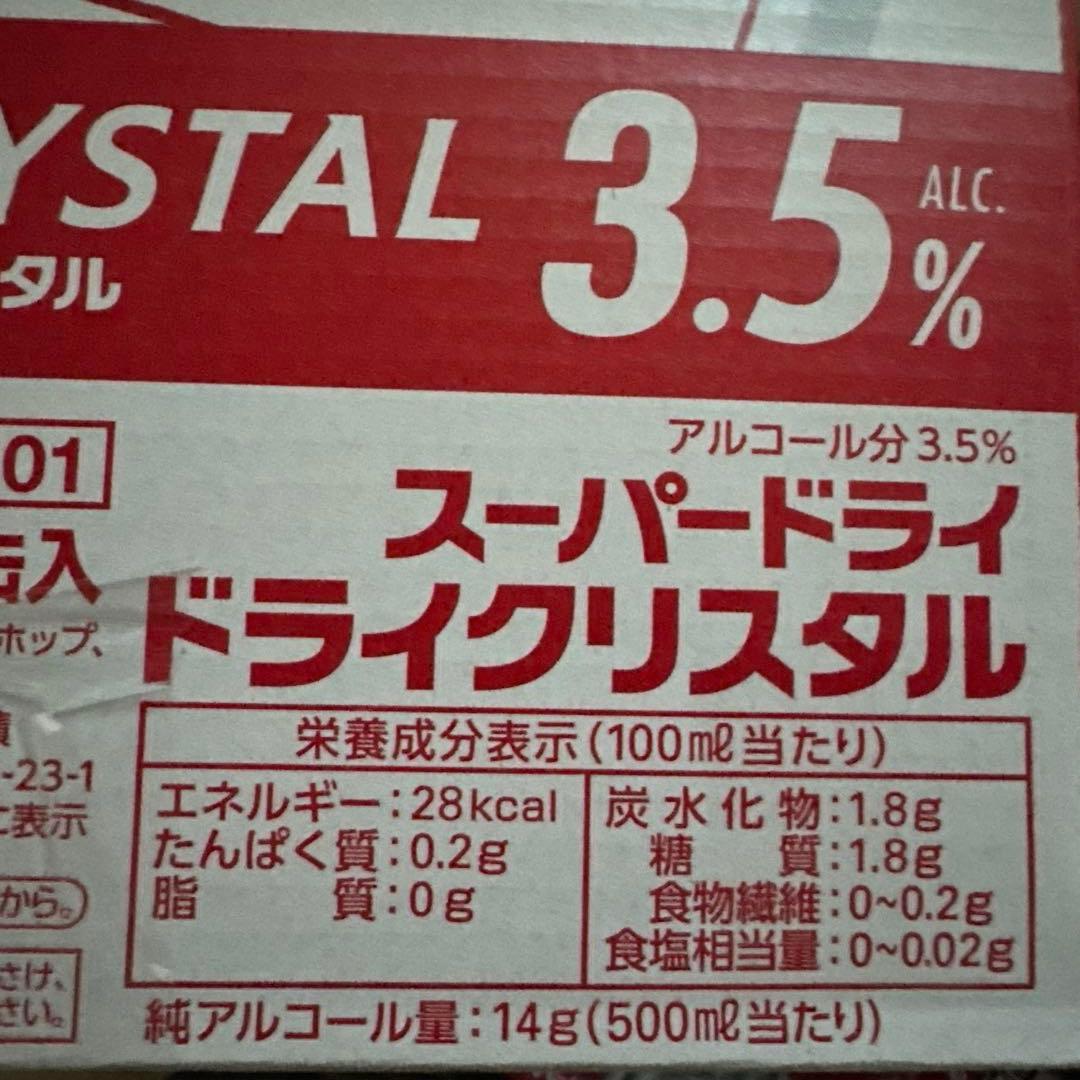 YSTAL 3.5 ALC. %
タル
01
アルコール分3.5%
缶入
スーパードライ
ドライクリスタル
ホップ、
-23-1
に表示
から。
さけ、
さい。
栄養成分表示(100mℓ当たり)
エネルギー:28kcal
たんぱく質:0.2g
脂質:0g
炭水化物:1.8g
糖質:1.8g
食物繊維:0~0.2g
食塩相当量:0~0.02g
純アルコール量:14g(500mℓ当たり)